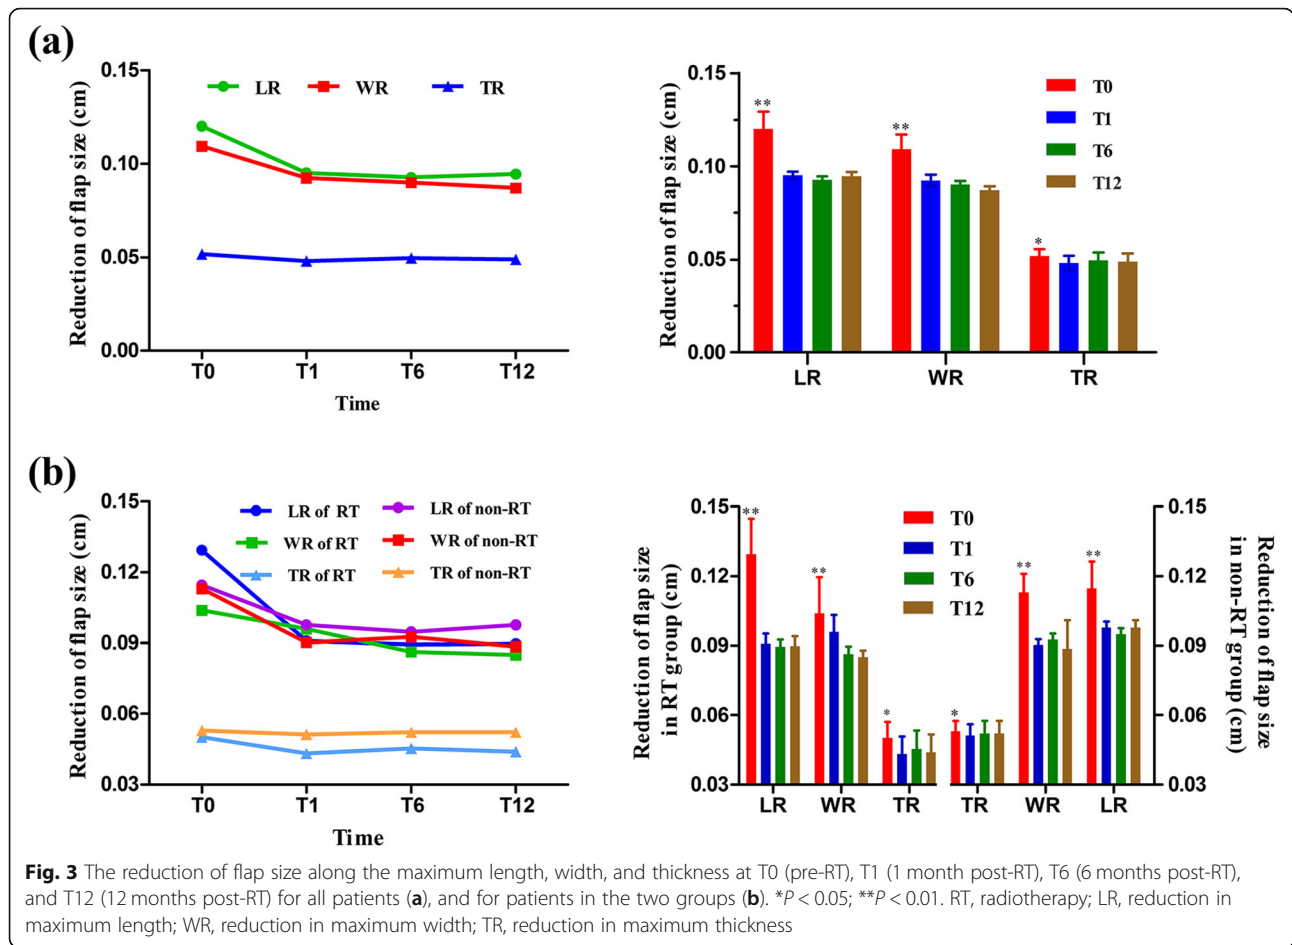 (a)
0.15
0.10
0.05
0.00
Reduction of flap size (cm)
LR WR TR
T0 T1 T6 T12
Time
0.15
0.10
0.05
0.00
Reduction of flap size (cm)
** ** *
T0
T1
T6
T12
LR WR TR
(b)
0.15
0.12
0.09
0.06
0.03
Reduction of flap size (cm)
LR of RT LR of non-RT
WR of RT WR of non-RT
TR of RT TR of non-RT
T0 T1 T6 T12
Time
0.15
0.12
0.09
0.06
0.03
Reduction of flap size
in RT group (cm)
** ** * * ** **
T0
T1
T6
T12
LR WR TR TR WR LR
0.15
0.12
0.09
0.06
0.03
Reduction of flap size
in non-RT group
(cm)
Fig. 3 The reduction of flap size along the maximum length, width, and thickness at T0 (pre-RT), T1 (1 month post-RT), T6 (6 months post-RT),
and T12 (12 months post-RT) for all patients (a), and for patients in the two groups (b). *P < 0.05; **P < 0.01. RT, radiotherapy; LR, reduction in
maximum length; WR, reduction in maximum width; TR, reduction in maximum thickness